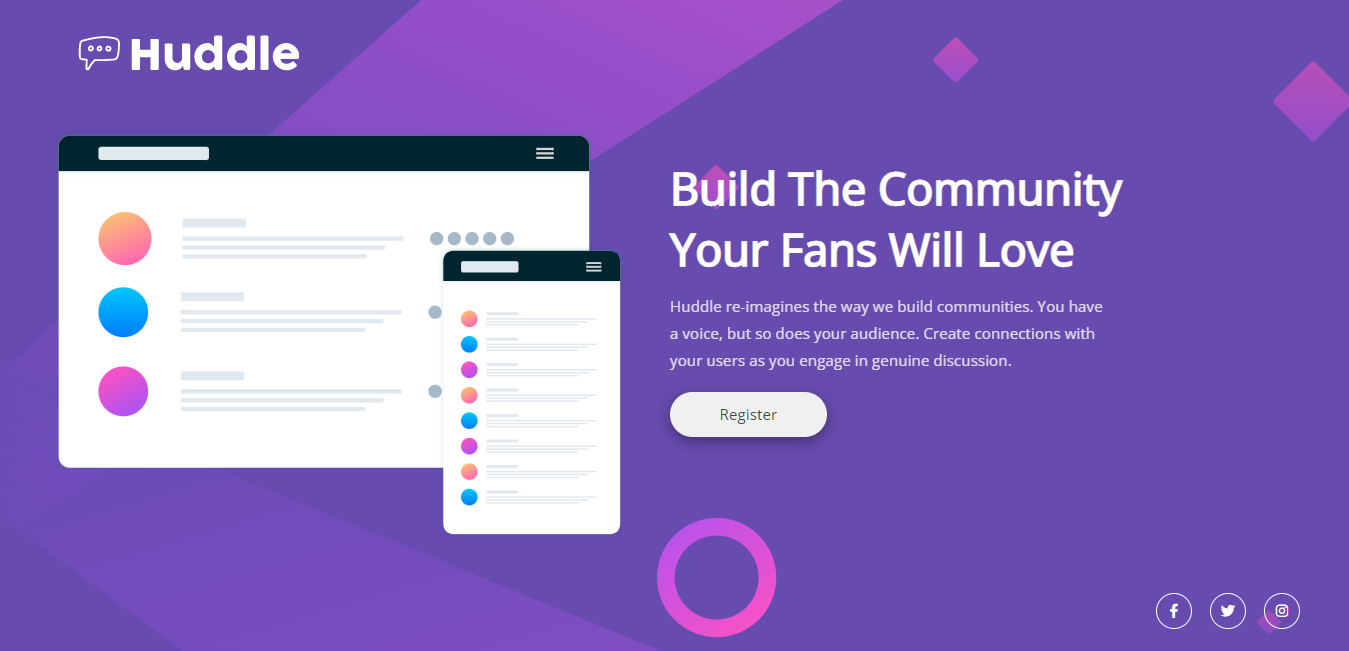 Huddle
Build The Community
Your Fans Will Love
Huddle re-imagines the way we build communities. You have
a voice, but so does your audience. Create connections with
your users as you engage in genuine discussion.
Register